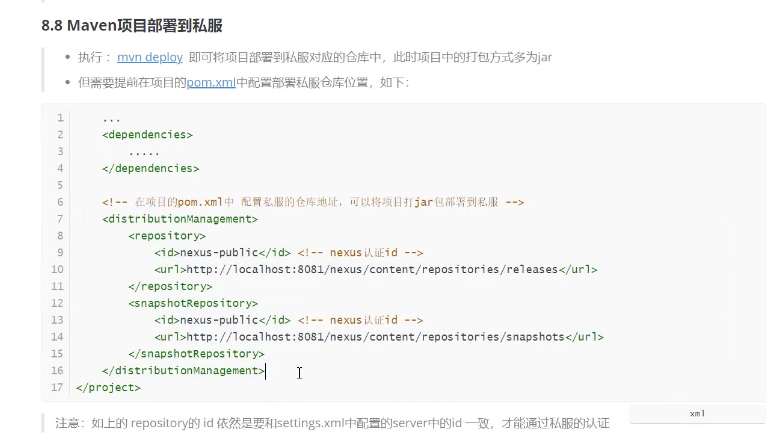 8.8 Maven项目部署到私服
执行： mvn deploy 即可将项目部署到私服对应的仓库中，此时项目中的打包方式多为jar
但需要提前在项目的pom.xml中配置部署私服仓库位置，如下：
1 ...
2 <dependencies>
3 .....
4 </dependencies>
5
6 <!-- 在项目的pom.xml中 配置私服的仓库地址，可以将项目打jar包部署到私服 -->
7 <distributionManagement>
8 <repository>
9 <id>nexus-public</id> <!-- nexus认证id -->
10 <url>http://localhost:8081/nexus/content/repositories/releases</url>
11 </repository>
12 <snapshotRepository>
13 <id>nexus-public</id> <!-- nexus认证id -->
14 <url>http://localhost:8081/nexus/content/repositories/snapshots</url>
15 </snapshotRepository>
16 </distributionManagement>
17 </project>
xml
注意：如上的 repository的 id 依然是要和settings.xml中配置的server中的id 一致，才能通过私服的认证